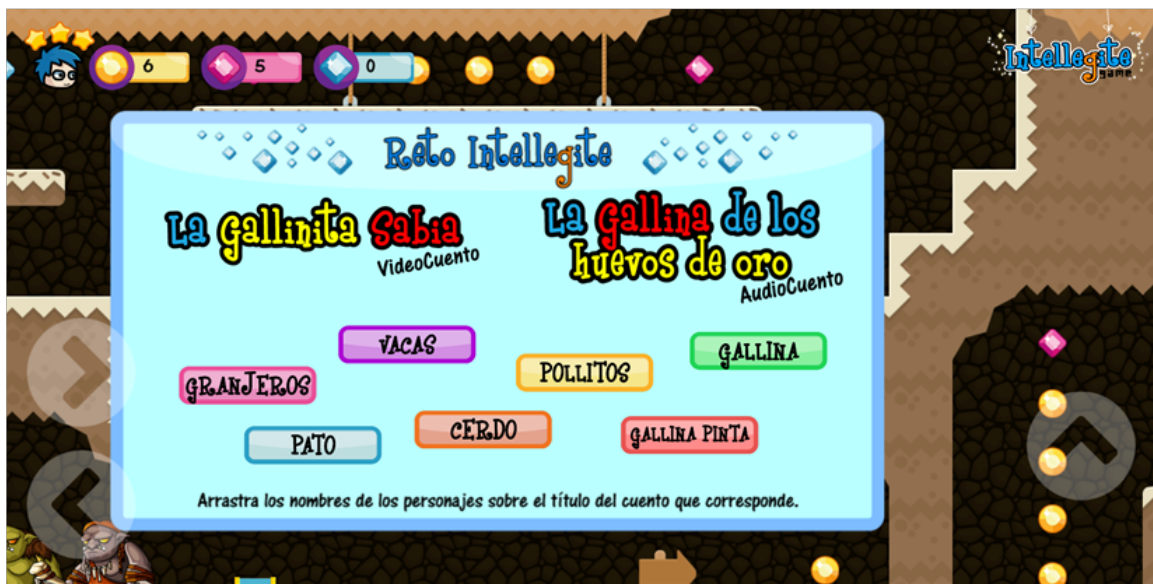 6
5
0
Intellegite
game
Reto Intellegite
La gallinita Sabia
VideoCuento
La gallina de los
huevos de oro
AudioCuento
VACAS
GALLINA
GRANJEROS
POLLITOS
CERDO
GALLINA PINTA
PATO
Arrastra los nombres de los personajes sobre el título del cuento que corresponde.